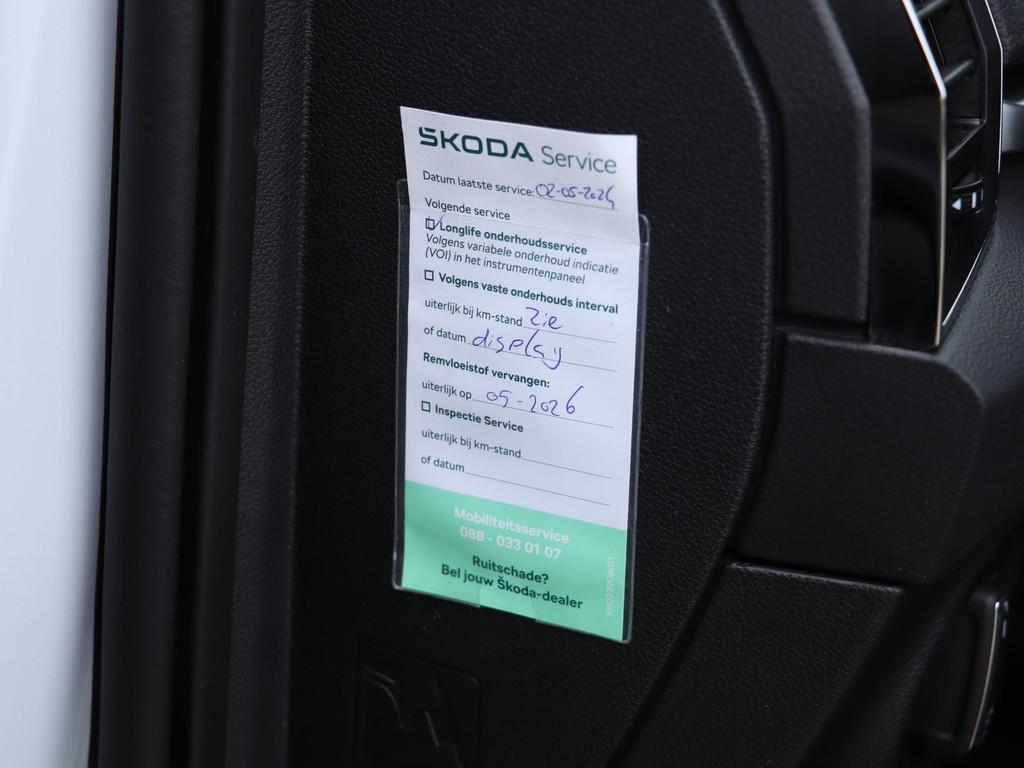 ŠKODA Service
Datum laatste service: 02-05-2024
Volgende service
Longlife onderhoudsservice
Volgens variabele onderhoud indicatie
(VOI) in het instrumentenpaneel
Volgens vaste onderhouds interval
uiterlijk bij km-stand Zie
of datum display
Remvloeistof vervangen:
uiterlijk op 05-2026
Inspectie Service
uiterlijk bij km-stand
of datum
Mobiliteitsservice
088 - 033 01 07
Ruitschade?
Bel jouw Škoda-dealer